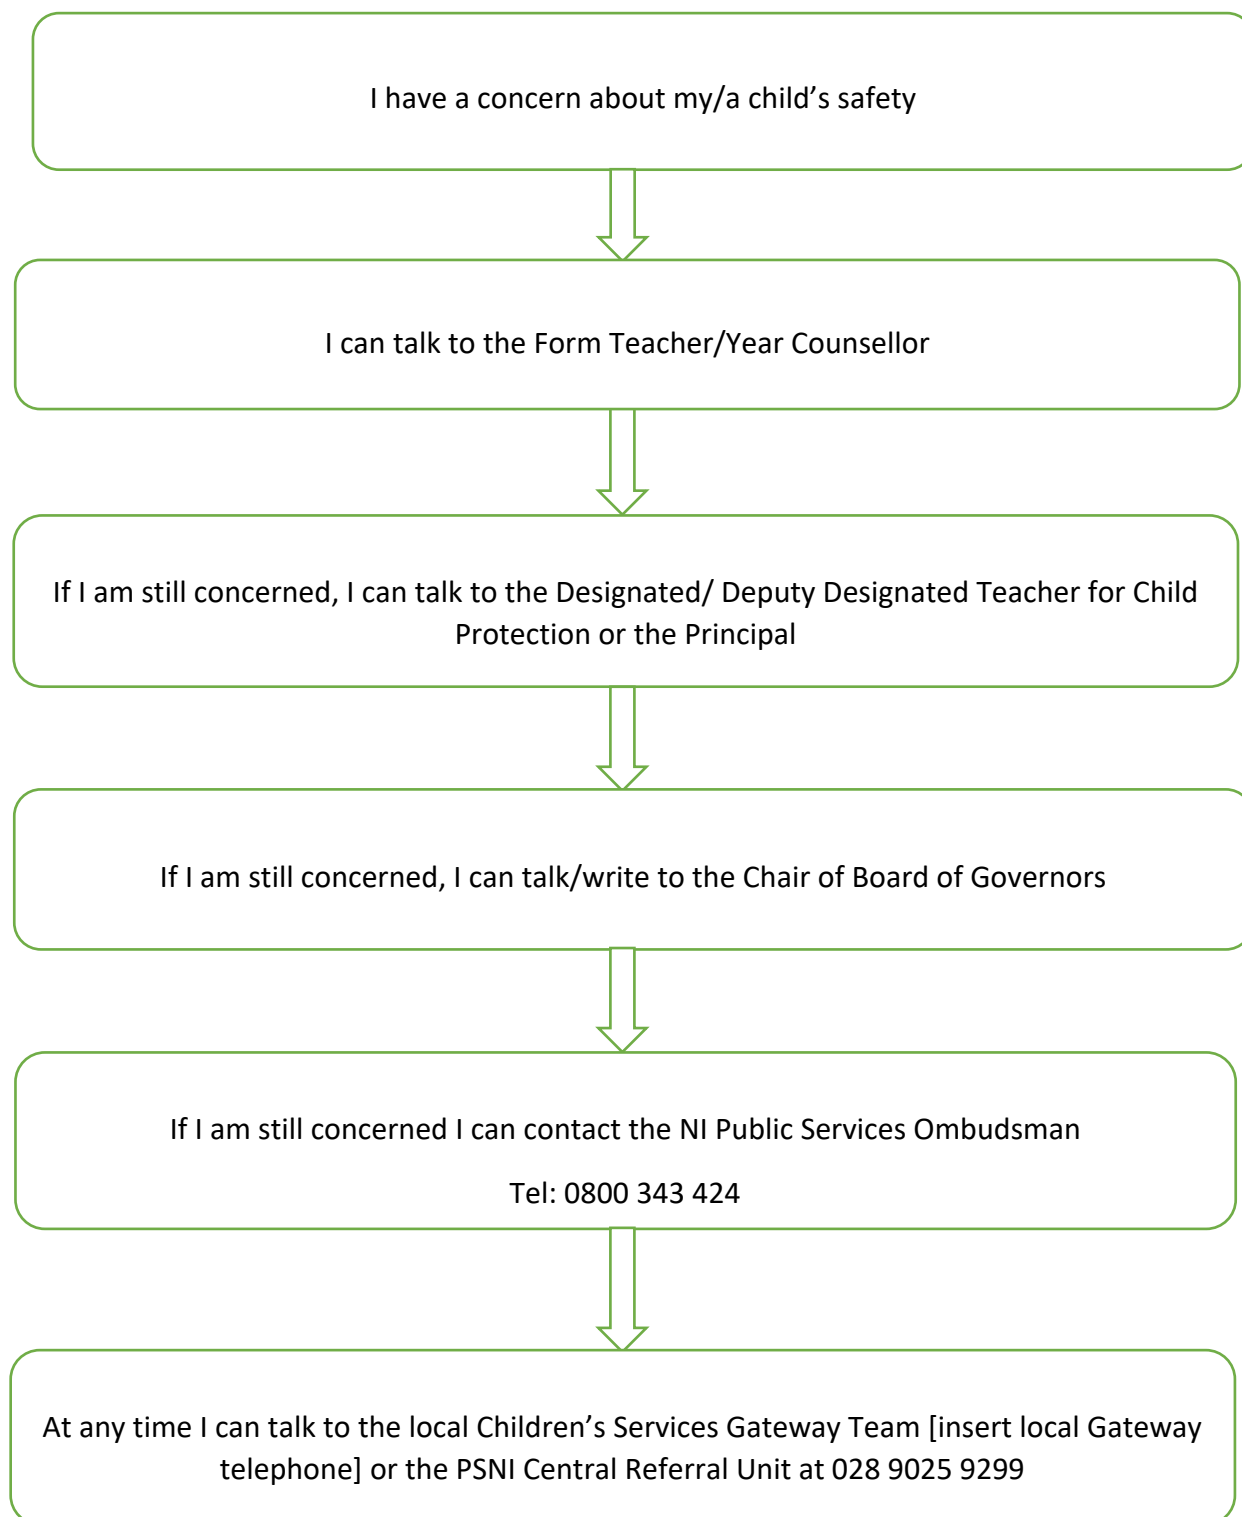 I have a concern about my/a child’s safety
I can talk to the Form Teacher/Year Counsellor
If I am still concerned, I can talk to the Designated/ Deputy Designated Teacher for Child
Protection or the Principal
If I am still concerned, I can talk/write to the Chair of Board of Governors
If I am still concerned I can contact the NI Public Services Ombudsman
Tel: 0800 343 424
At any time I can talk to the local Children’s Services Gateway Team [insert local Gateway
telephone] or the PSNI Central Referral Unit at 028 9025 9299